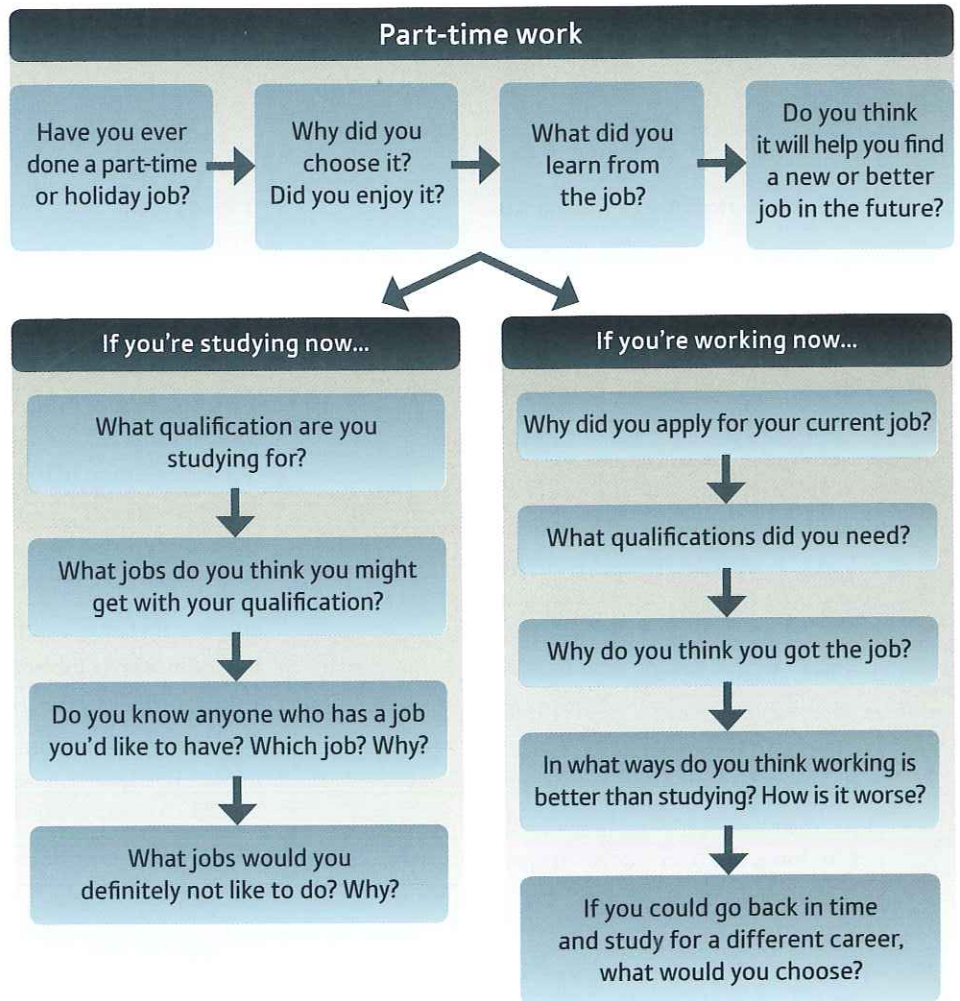 Part-time work
Have you ever
done a part-time
or holiday job?
Why did you
choose it?
Did you enjoy it?
What did you
learn from
the job?
Do you think
it will help you find
a new or better
job in the future?
If you're studying now...
What qualification are you
studying for?
What jobs do you think you might
get with your qualification?
Do you know anyone who has a job
you'd like to have? Which job? Why?
What jobs would you
definitely not like to do? Why?
If you're working now...
Why did you apply for your current job?
What qualifications did you need?
Why do you think you got the job?
In what ways do you think working is
better than studying? How is it worse?
If you could go back in time
and study for a different career,
what would you choose?